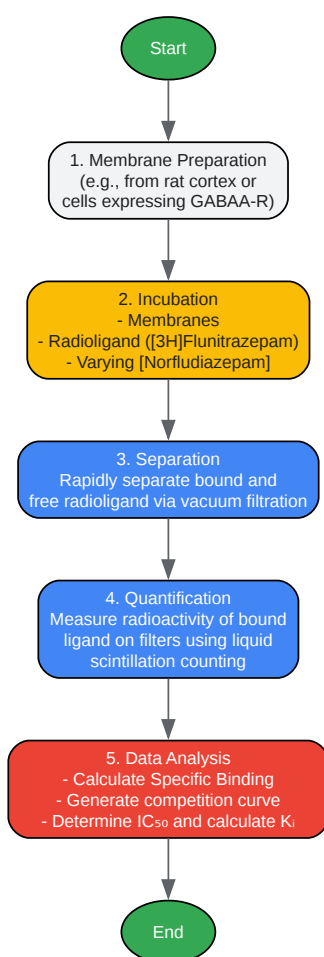 Start
1. Membrane Preparation
(e.g., from rat cortex or
cells expressing GABAA-R)
2. Incubation
- Membranes
- Radioligand ([3H]Flunitrazepam)
- Varying [Norfludiazepam]
3. Separation
Rapidly separate bound and
free radioligand via vacuum filtration
4. Quantification
Measure radioactivity of bound
ligand on filters using liquid
scintillation counting
5. Data Analysis
- Calculate Specific Binding
- Generate competition curve
- Determine IC₅₀ and calculate Kᵢ
End